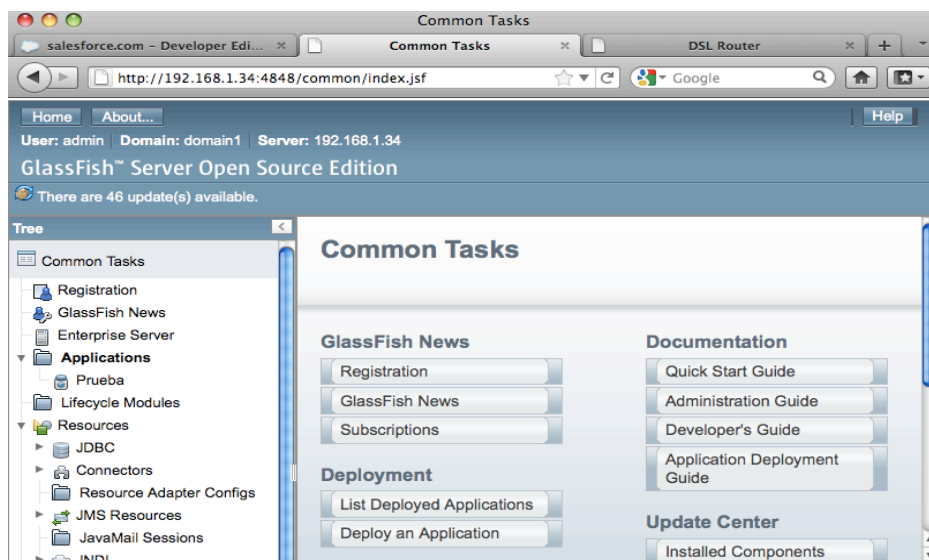 Common Tasks
salesforce.com – Developer Edi...
Common Tasks
DSL Router
http://192.168.1.34:4848/common/index.jsf
Google
Home About... Help
User: admin Domain: domain1 Server: 192.168.1.34
GlassFish™ Server Open Source Edition
There are 46 update(s) available.
Tree
Common Tasks
Registration
GlassFish News
Enterprise Server
Applications
Prueba
Lifecycle Modules
Resources
JDBC
Connectors
Resource Adapter Configs
JMS Resources
JavaMail Sessions
JNDI
Common Tasks
GlassFish News
Registration
GlassFish News
Subscriptions
Deployment
List Deployed Applications
Deploy an Application
Documentation
Quick Start Guide
Administration Guide
Developer's Guide
Application Deployment
Guide
Update Center
Installed Components